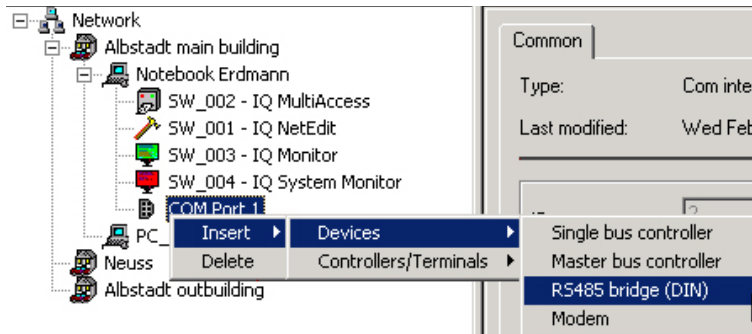 Network
Albstadt main building
Notebook Erdmann
SW_002 - IQ MultiAccess
SW_001 - IQ NetEdit
SW_003 - IQ Monitor
SW_004 - IQ System Monitor
COM Port 1
PC_
Neuss
Albstadt outbuilding
Insert
Delete
Devices
Controllers/Terminals
Single bus controller
Master bus controller
RS485 bridge (DIN)
Modem
Common
Type: Com inte
Last modified: Wed Feb